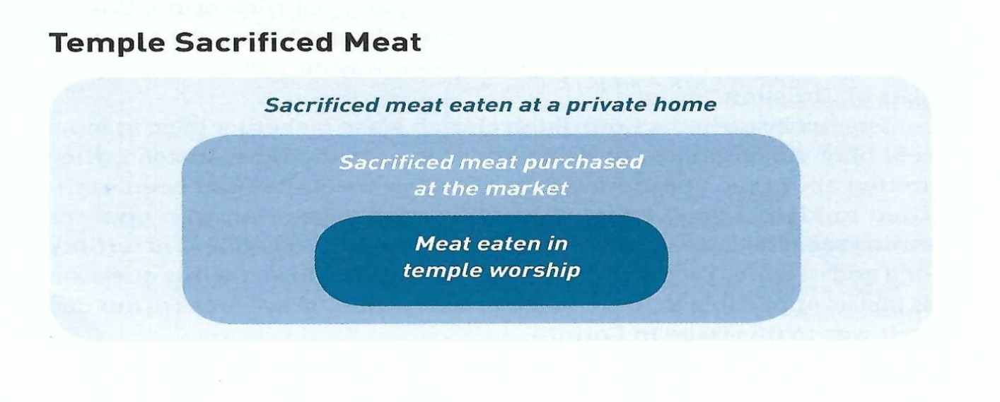 Temple Sacrificed Meat
Sacrificed meat eaten at a private home
Sacrificed meat purchased
at the market
Meat eaten in
temple worship